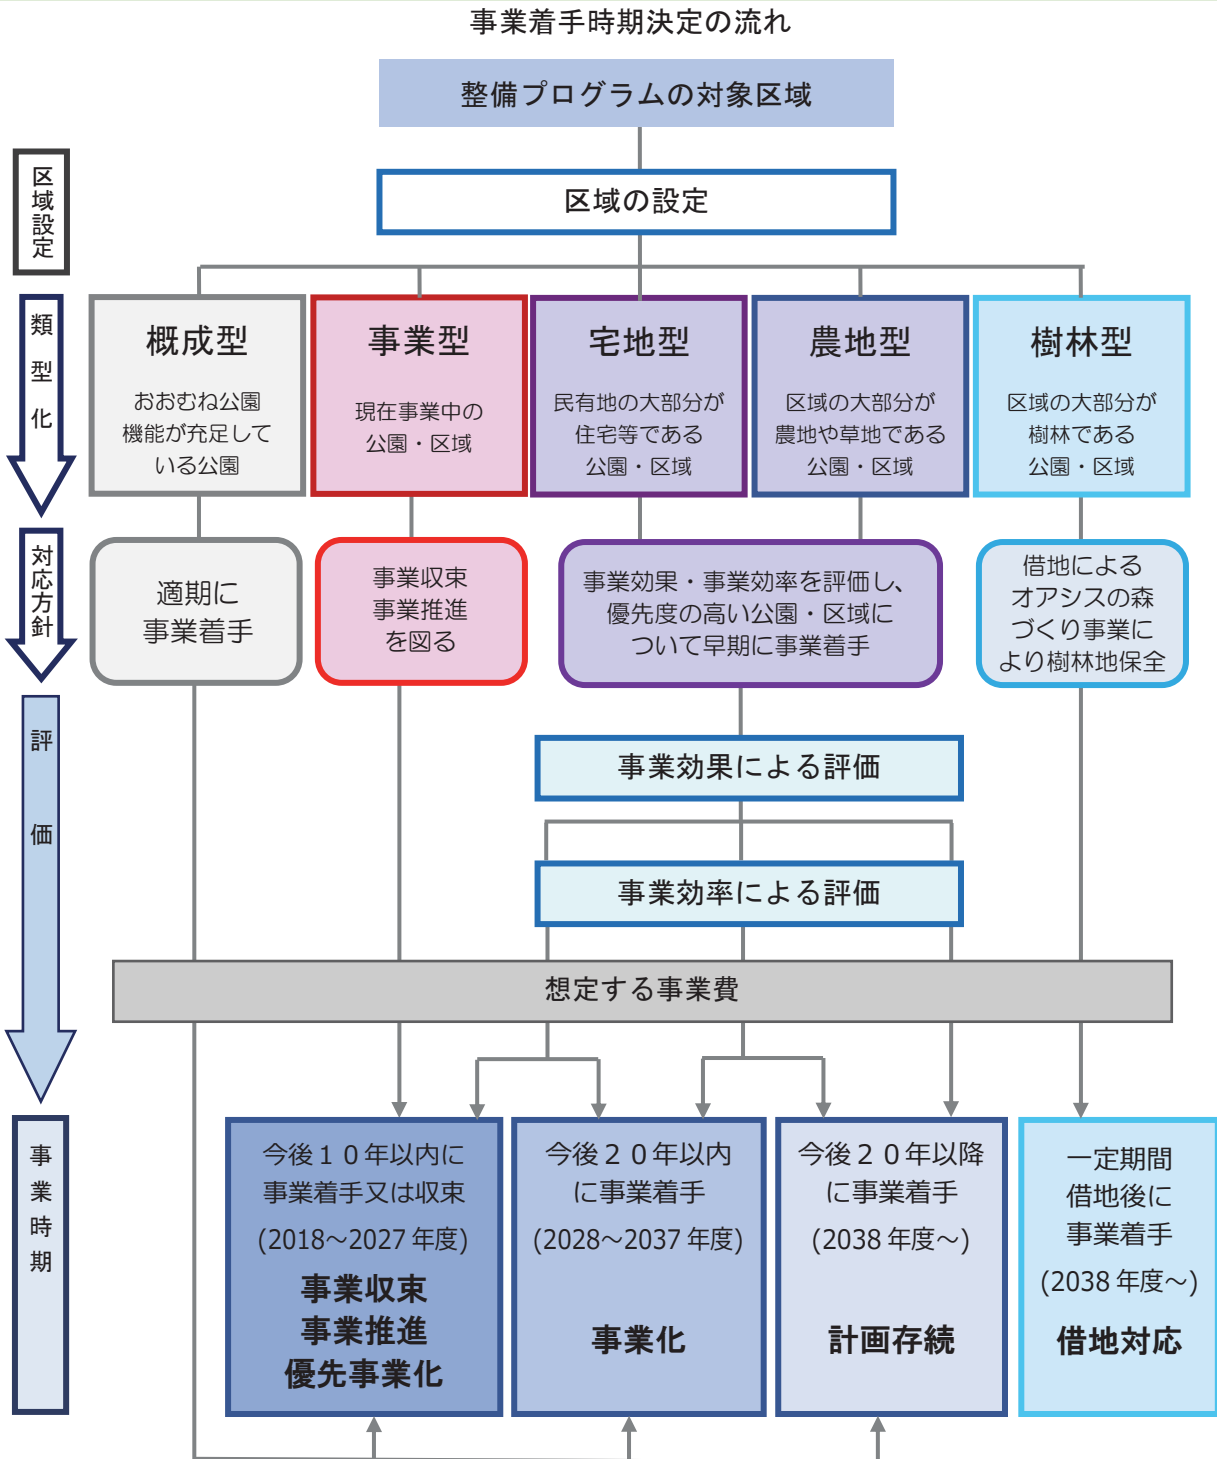 事業着手時期決定の流れ
整備プログラムの対象区域
区域設定
区域の設定
類型化
概成型
おおむね公園
機能が充足して
いる公園
事業型
現在事業中の
公園・区域
宅地型
民有地の大部分が
住宅等である
公園・区域
農地型
区域の大部分が
農地や草地である
公園・区域
樹林型
区域の大部分が
樹林である
公園・区域
対応方針
適期に
事業着手
事業収束
事業推進
を図る
事業効果・事業効率を評価し、
優先度の高い公園・区域に
ついて早期に事業着手
借地による
オアシスの森
づくり事業に
より樹林地保全
評価
事業効果による評価
事業効率による評価
想定する事業費
事業時期
今後10年以内に
事業着手又は収束
(2018～2027年度)
事業収束
事業推進
優先事業化
今後20年以内
に事業着手
(2028～2037年度)
事業化
今後20年以降
に事業着手
(2038年度～)
計画存続
一定期間
借地後に
事業着手
(2038年度～)
借地対応